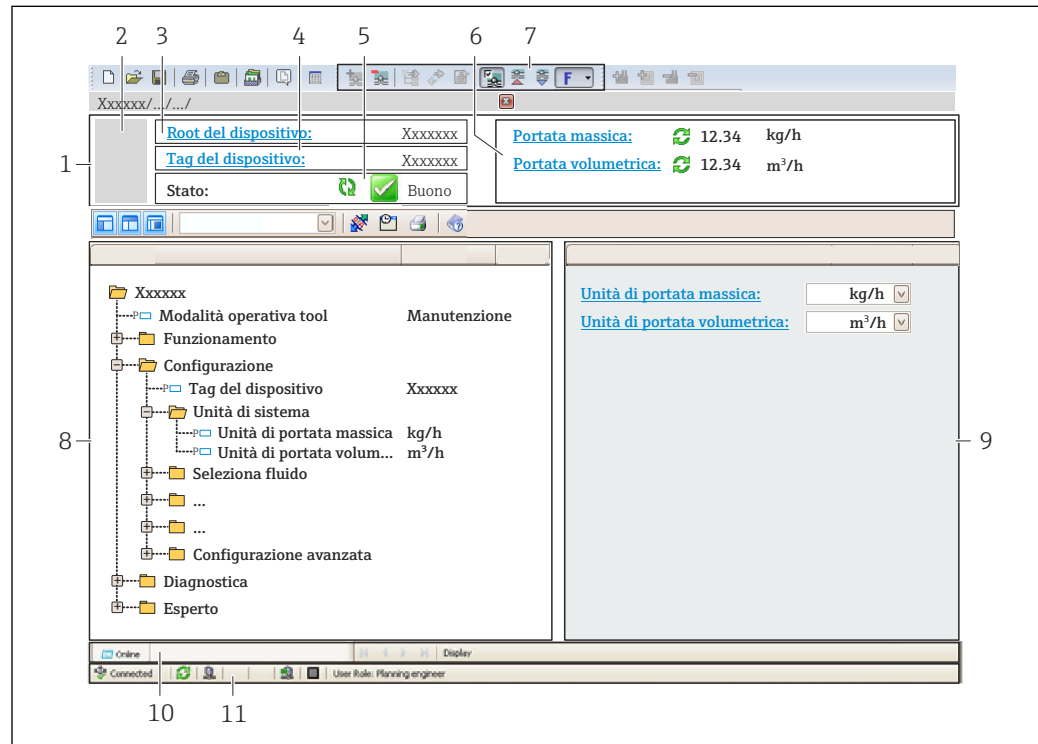 2 3 4 5 6 7
F
Xxxxxx/.../.../
1
Root del dispositivo: Xxxxxxx
Tag del dispositivo: Xxxxxxx
Stato: Buono
Portata massica: 12.34 kg/h
Portata volumetrica: 12.34 m³/h
Xxxxxx
P Modalità operativa tool Manutenzione
Funzionamento
Configurazione
P Tag del dispositivo Xxxxxx
Unità di sistema
P Unità di portata massica kg/h
P Unità di portata volum... m³/h
Seleziona fluido
...
...
Configurazione avanzata
Diagnostica
Esperto
Unità di portata massica: kg/h
Unità di portata volumetrica: m³/h
8
9
Online Display
Connected User Role: Planning engineer
10 11